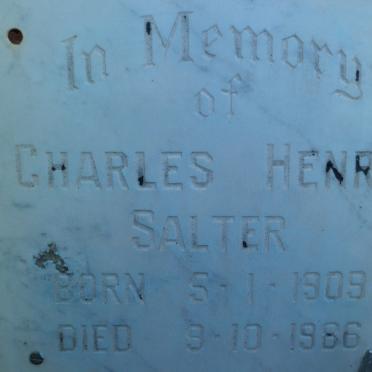 In Memory
of
CHARLES HENR
SALTER
BORN 5-1-1909
DIED 9-10-1986